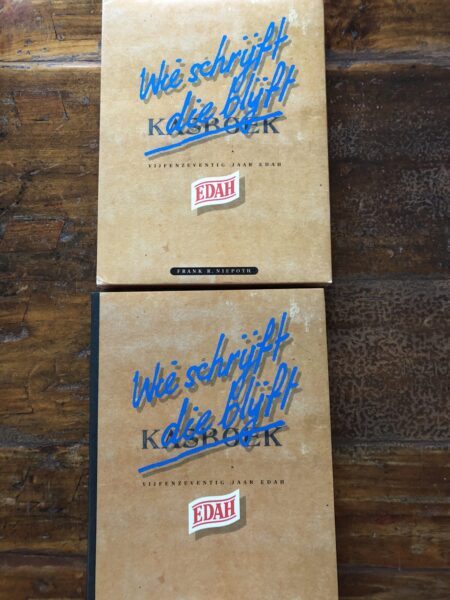 Wie schrijft
die blijft
KASBOEK
VIJFENZEVENTIG JAAR EDAH
EDAH
FRANK R. NIEPOTH
Wie schrijft
die blijft
KASBOEK
VIJFENZEVENTIG JAAR EDAH
EDAH